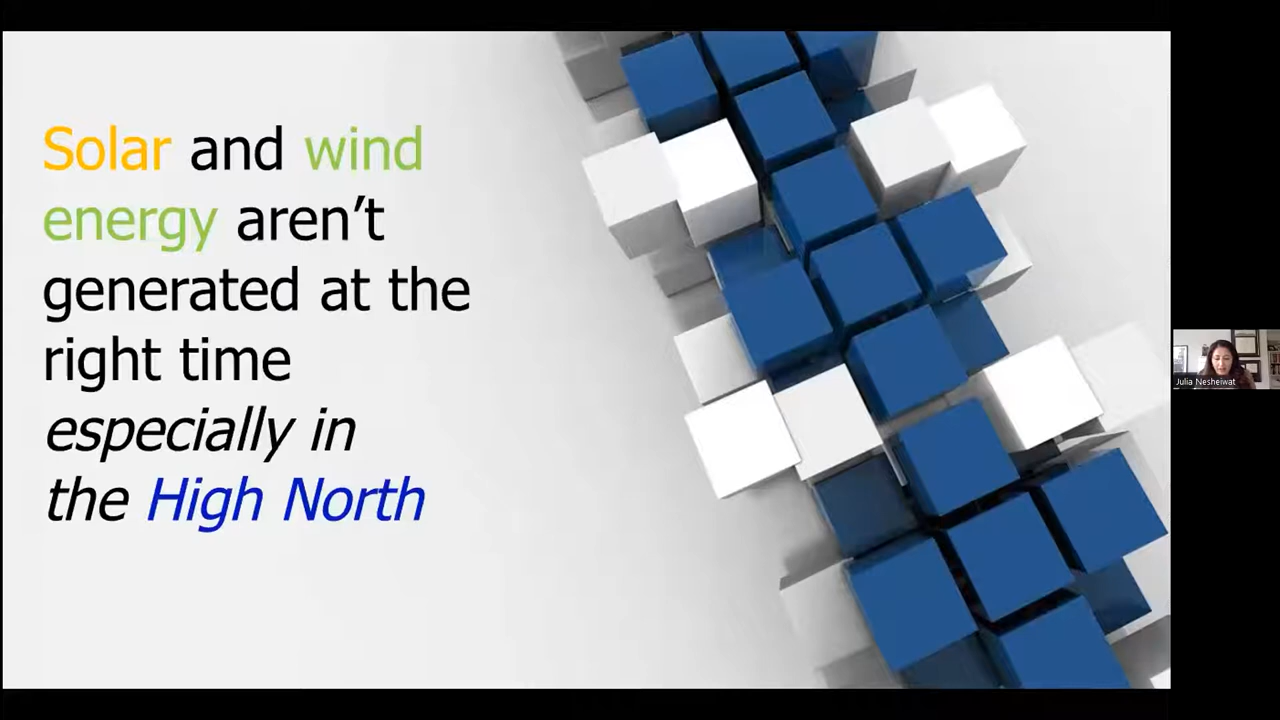 Solar and wind
energy aren’t
generated at the
right time
especially in
the High North
Julia Nesheiwat